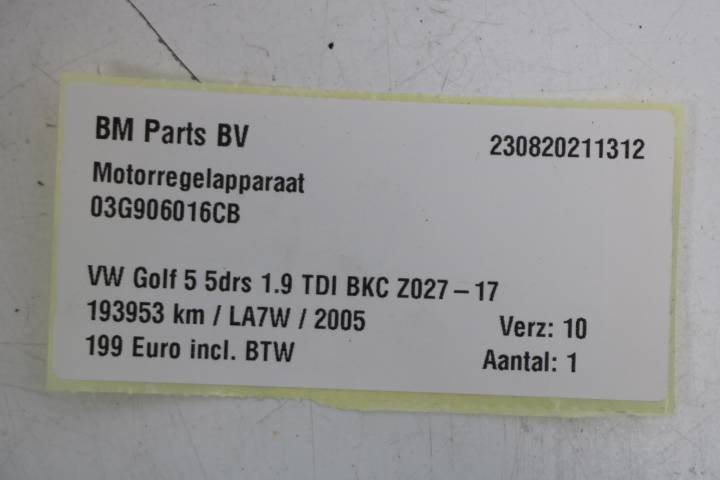 BM Parts BV 230820211312
Motorregelapparaat
03G906016CB
VW Golf 5 5drs 1.9 TDI BKC Z027 – 17
193953 km / LA7W / 2005 Verz: 10
199 Euro incl. BTW Aantal: 1